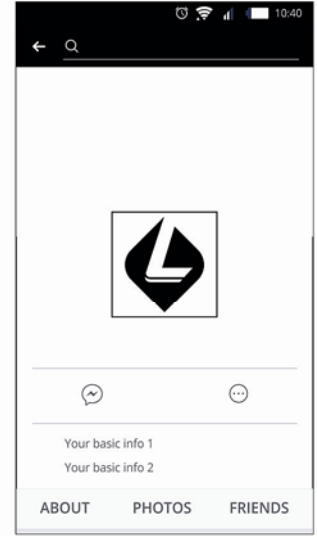 10:40
L
Your basic info 1
Your basic info 2
ABOUT PHOTOS FRIENDS